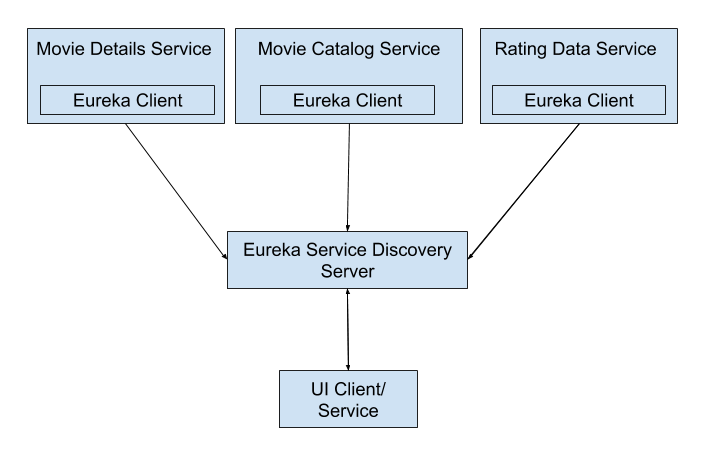 Movie Details Service
Eureka Client
Movie Catalog Service
Eureka Client
Rating Data Service
Eureka Client
Eureka Service Discovery
Server
UI Client/
Service